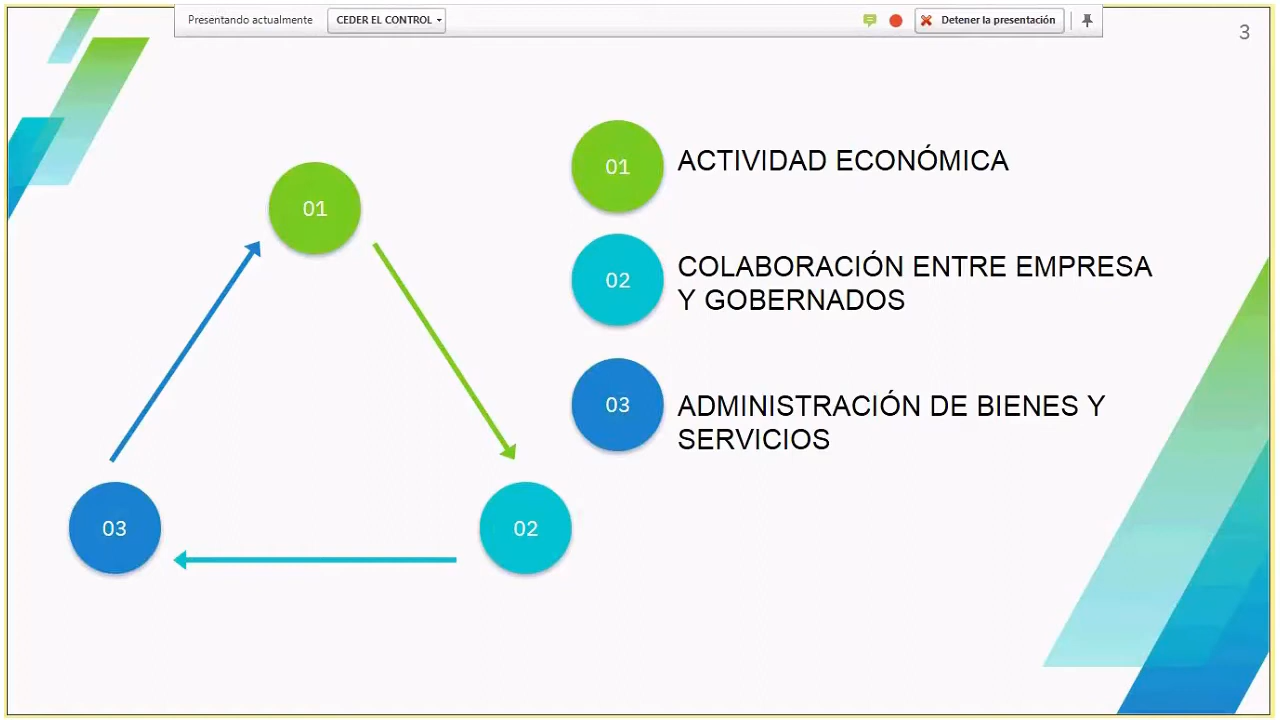 Presentando actualmente
CEDER EL CONTROL
Detener la presentación
3
01
01
ACTIVIDAD ECONÓMICA
02
COLABORACIÓN ENTRE EMPRESA
Y GOBERNADOS
03
ADMINISTRACIÓN DE BIENES Y
SERVICIOS
03
02